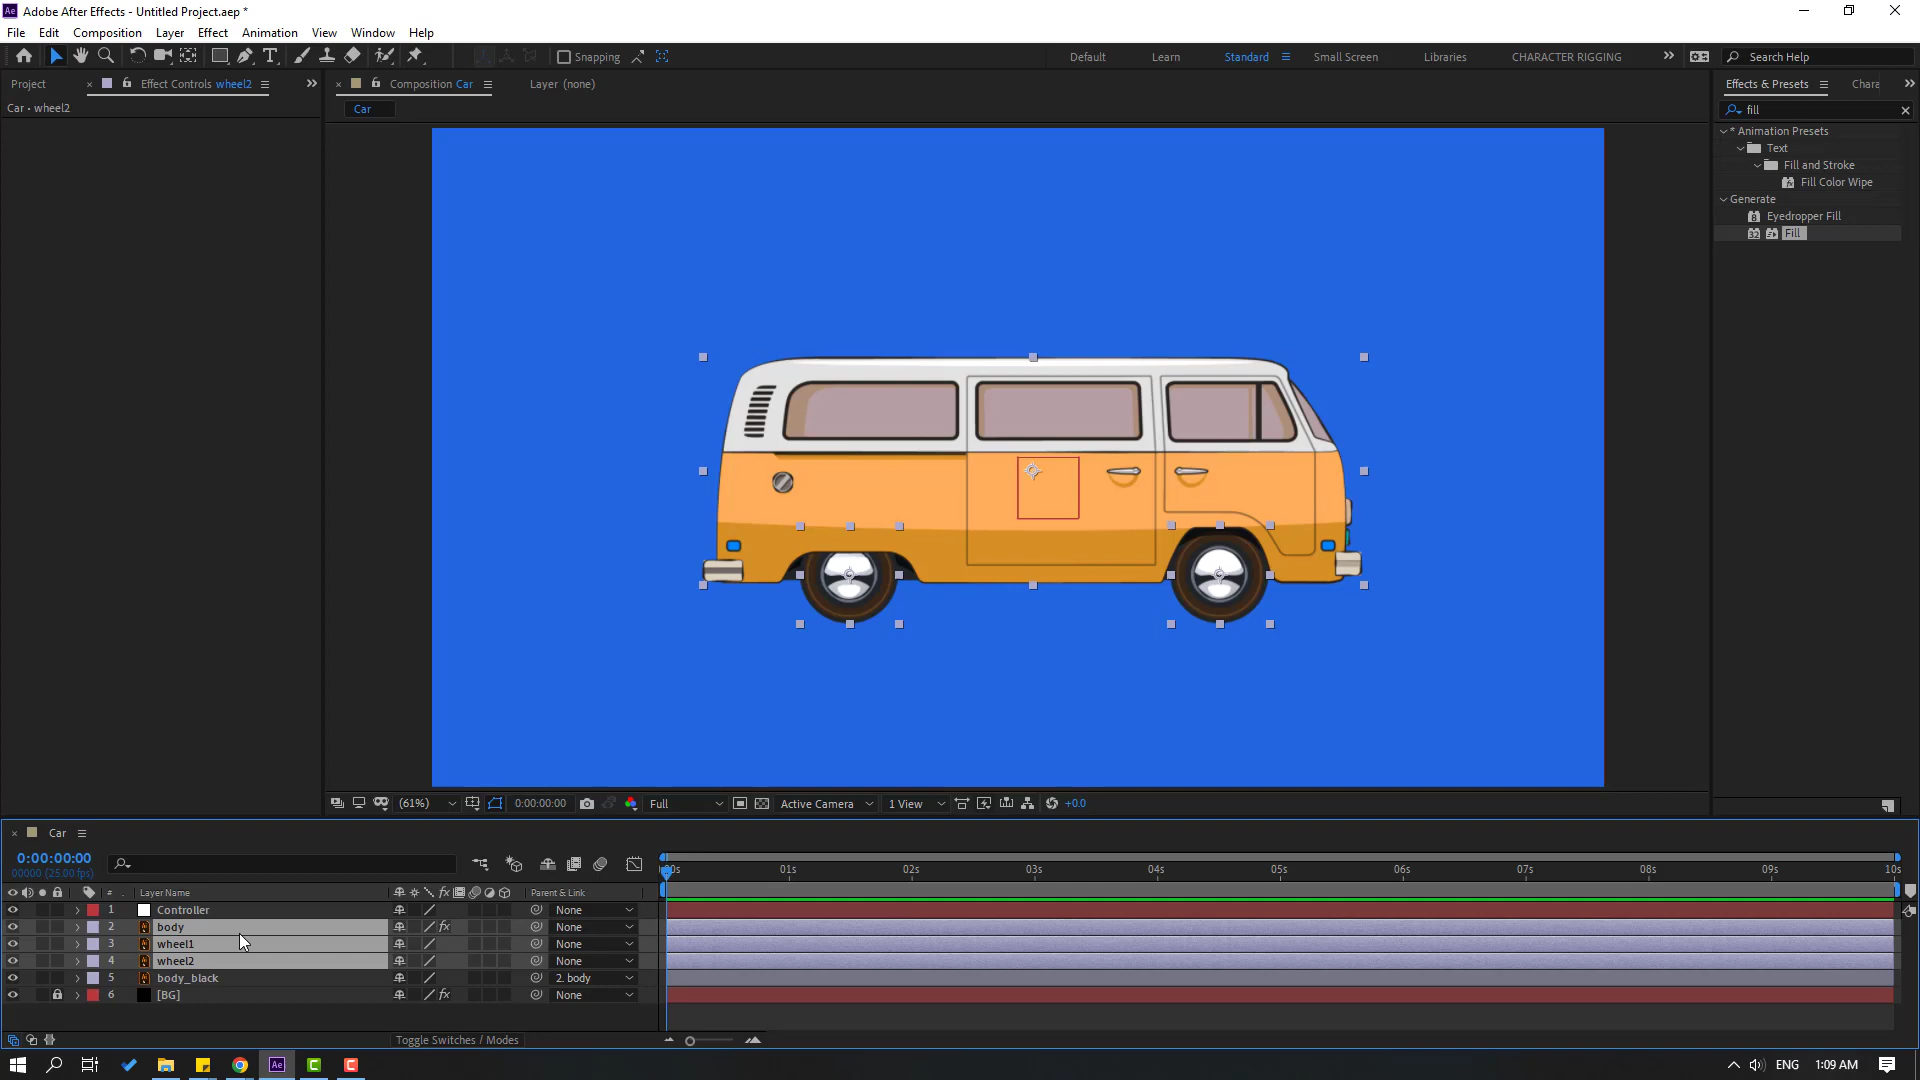 Adobe After Effects - Untitled Project.aep *
File Edit Composition Layer Effect Animation View Window Help
Snapping Default Learn Standard Small Screen Libraries CHARACTER RIGGING Search Help
Project Effect Controls wheel2 Composition Car Layer (none) Effects & Presets Chara
Car • wheel2 Car fill
* Animation Presets
Text
Fill and Stroke
Fill Color Wipe
Generate
Eyedropper Fill
Fill
(61%) 0:00:00:00 Full Active Camera 1 View +0.0
Car
0:00:00:00
00000 (25.00 fps)
:00s 01s 02s 03s 04s 05s 06s 07s 08s 09s 10s
# Layer Name Parent & Link
1 Controller None
2 body None
3 wheel1 None
4 wheel2 None
5 body_black 2. body
6 [BG] None
Toggle Switches / Modes
Ae ENG 1:09 AM